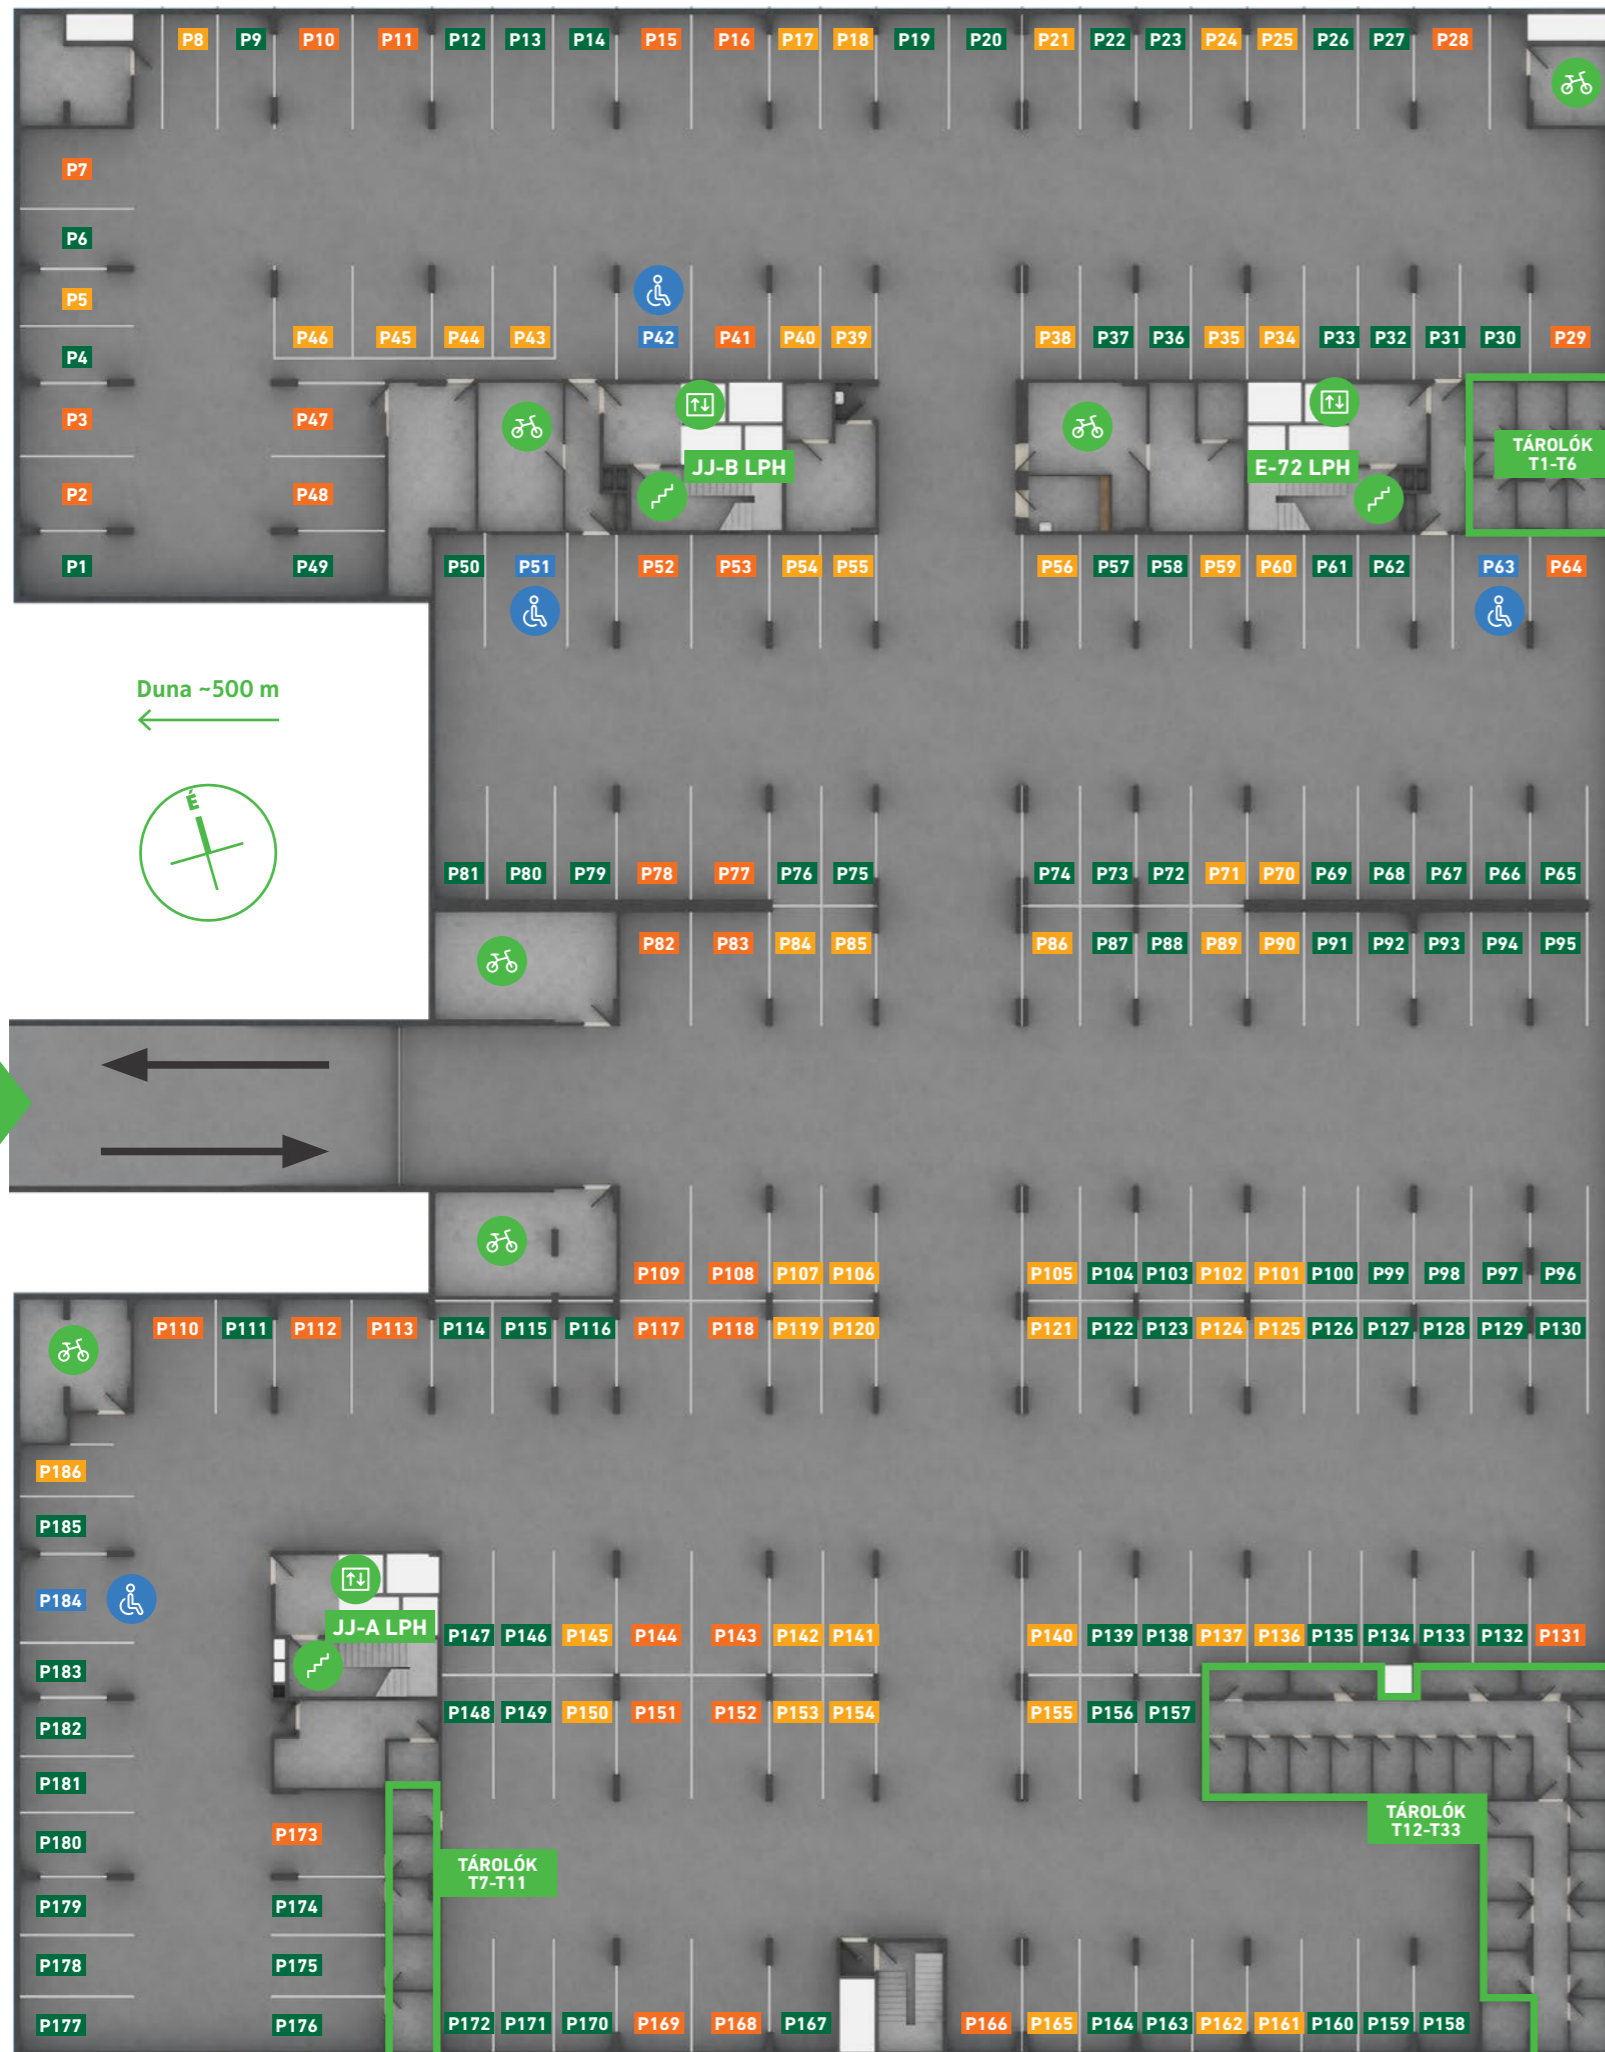 P8 P9 P10 P11 P12 P13 P14 P15 P16 P17 P18 P19 P20 P21 P22 P23 P24 P25 P26 P27 P28
P7
P6
P5
P4
P3
P2
P1
P46 P45 P44 P43 P42 P41 P40 P39 P38 P37 P36 P35 P34 P33 P32 P31 P30 P29
P47
P48
P49
JJ-B LPH
E-72 LPH
TÁROLÓK
T1-T6
P50 P51 P52 P53 P54 P55 P56 P57 P58 P59 P60 P61 P62 P63 P64
Duna ~500 m
É
P81 P80 P79 P78 P77 P76 P75 P74 P73 P72 P71 P70 P69 P68 P67 P66 P65
P82 P83 P84 P85 P86 P87 P88 P89 P90 P91 P92 P93 P94 P95
P109 P108 P107 P106 P105 P104 P103 P102 P101 P100 P99 P98 P97 P96
P110 P111 P112 P113 P114 P115 P116 P117 P118 P119 P120 P121 P122 P123 P124 P125 P126 P127 P128 P129 P130
P186
P185
P184
P183
P182
P181
P180
P179
P178
P177
JJ-A LPH
P147 P146 P145 P144 P143 P142 P141 P140 P139 P138 P137 P136 P135 P134 P133 P132 P131
P148 P149 P150 P151 P152 P153 P154 P155 P156 P157
TÁROLÓK
T12-T33
P173
P174
P175
P176
TÁROLÓK
T7-T11
P172 P171 P170 P169 P168 P167 P166 P165 P164 P163 P162 P161 P160 P159 P158